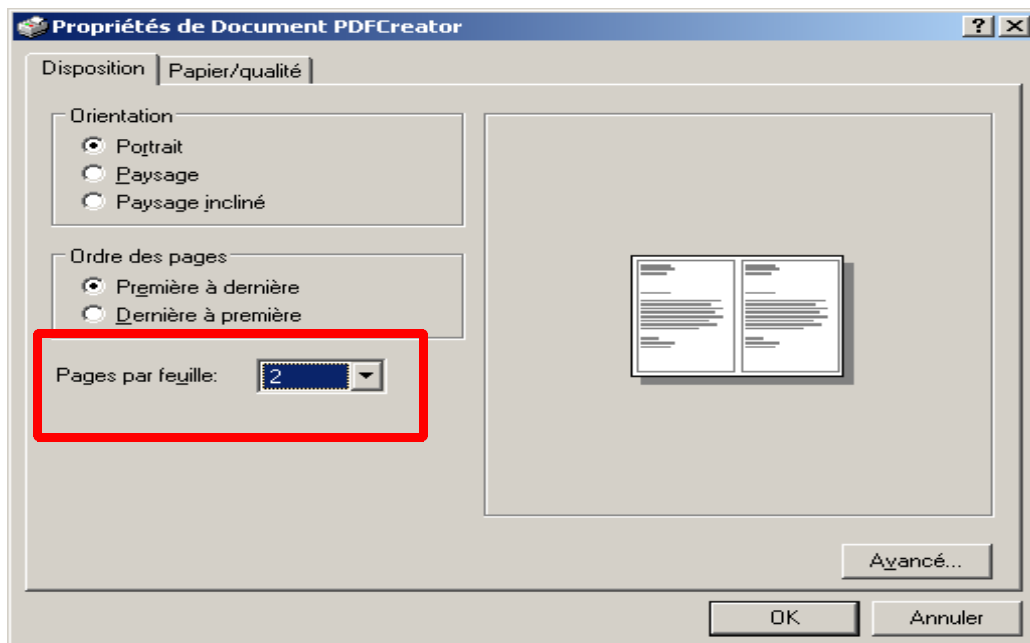 Propriétés de Document PDFCreator
Disposition
Papier/qualité
Orientation
Portrait
Paysage
Paysage incliné
Ordre des pages
Première à dernière
Dernière à première
Pages par feuille:
2
Avancé...
OK
Annuler